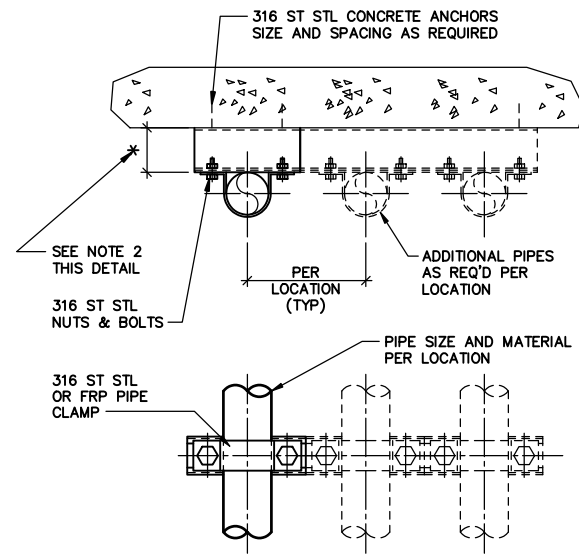 316 ST STL CONCRETE ANCHORS
SIZE AND SPACING AS REQUIRED
*
SEE NOTE 2
THIS DETAIL
316 ST STL
NUTS & BOLTS
PER
LOCATION
(TYP)
ADDITIONAL PIPES
AS REQ'D PER
LOCATION
PIPE SIZE AND MATERIAL
PER LOCATION
316 ST STL
OR FRP PIPE
CLAMP